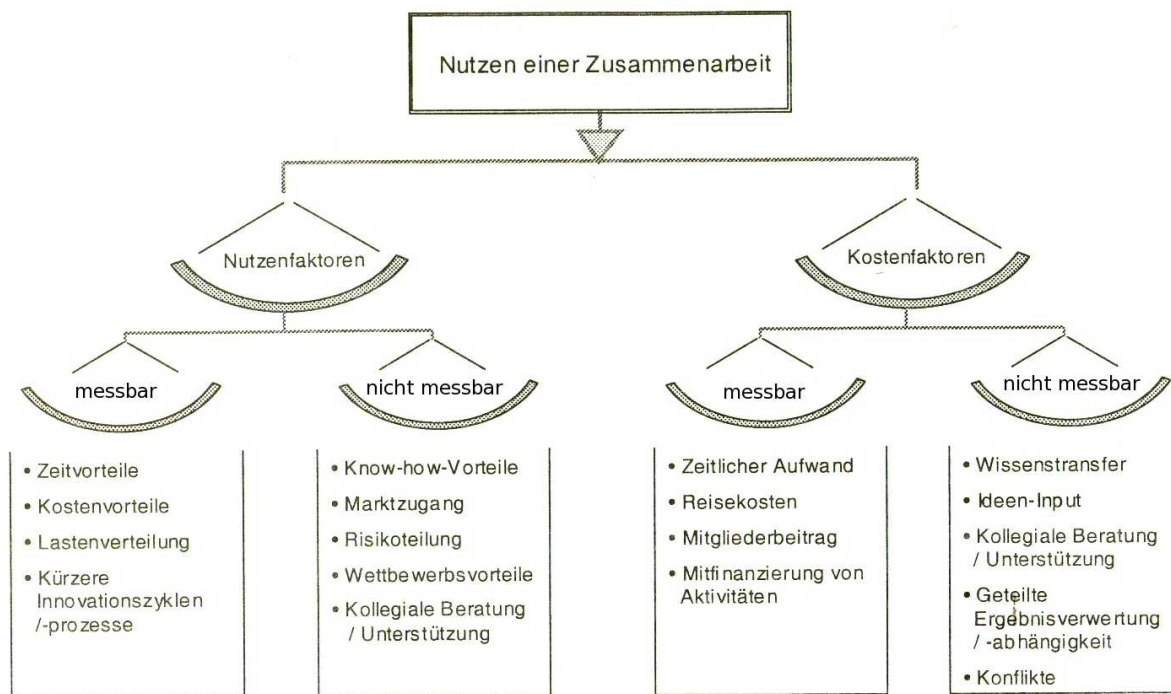 Nutzen einer Zusammenarbeit
Nutzenfaktoren
Kostenfaktoren
messbar
nicht messbar
messbar
nicht messbar
• Zeitvorteile
• Kostenvorteile
• Lastenverteilung
• Kürzere
Innovationszyklen
/-prozesse
• Know-how-Vorteile
• Marktzugang
• Risikoteilung
• Wettbewerbsvorteile
• Kollegiale Beratung
/ Unterstützung
• Zeitlicher Aufwand
• Reisekosten
• Mitgliederbeitrag
• Mitfinanzierung von
Aktivitäten
• Wissenstransfer
• Ideen-Input
• Kollegiale Beratung
/ Unterstützung
• Geteilte
Ergebnisverwertung
/ -abhängigkeit
• Konflikte